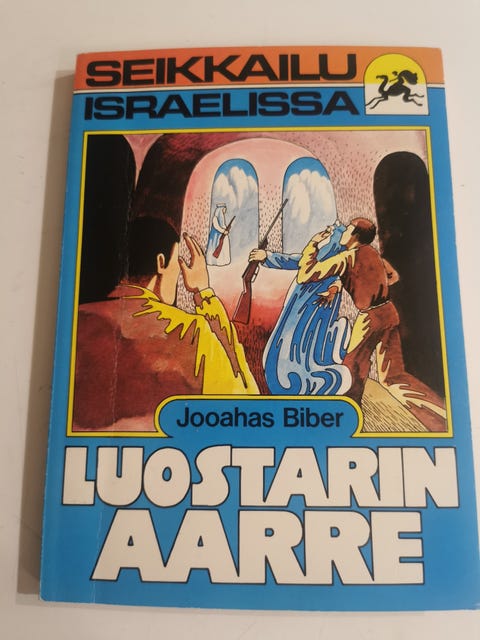 SEIKKAILU
ISRAELISSA
Jooahas Biber
LUOSTARIN
AARRE